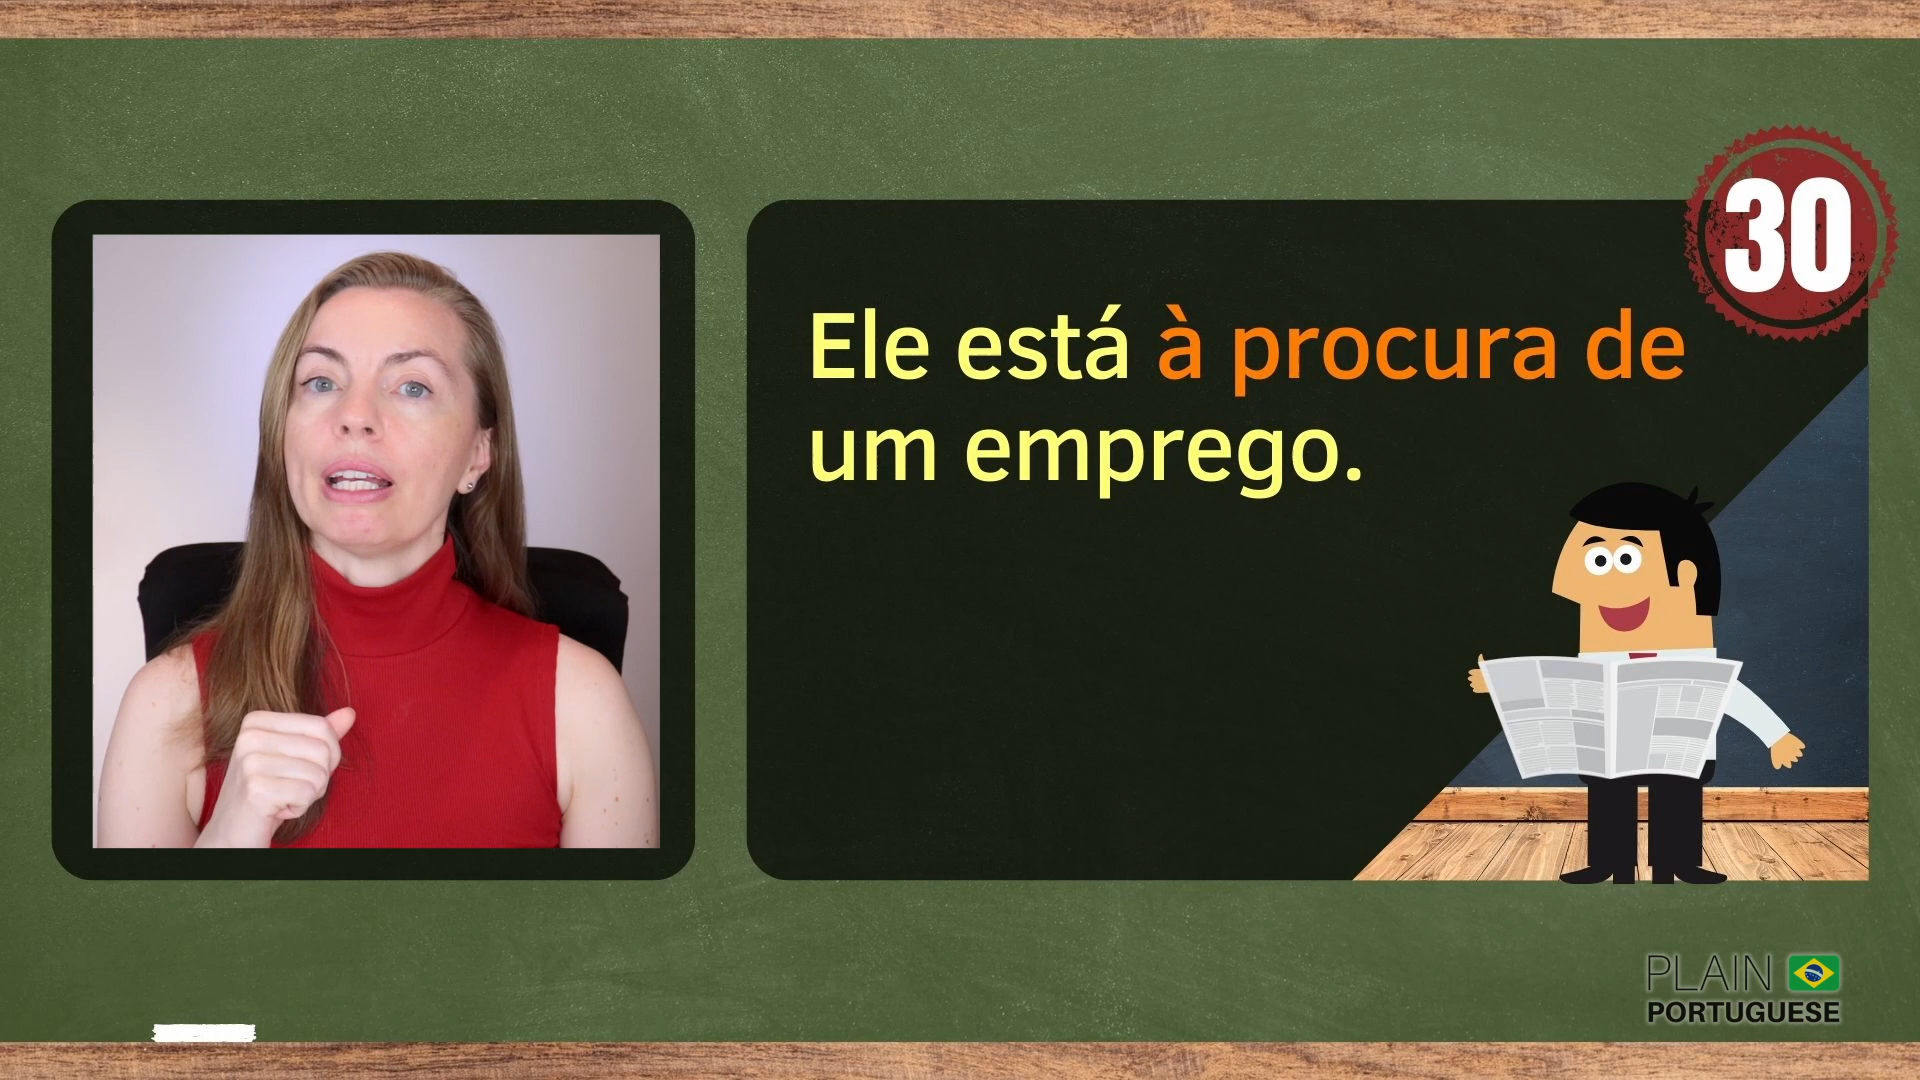 30
Ele está à procura de
um emprego.
PLAIN
PORTUGUESE